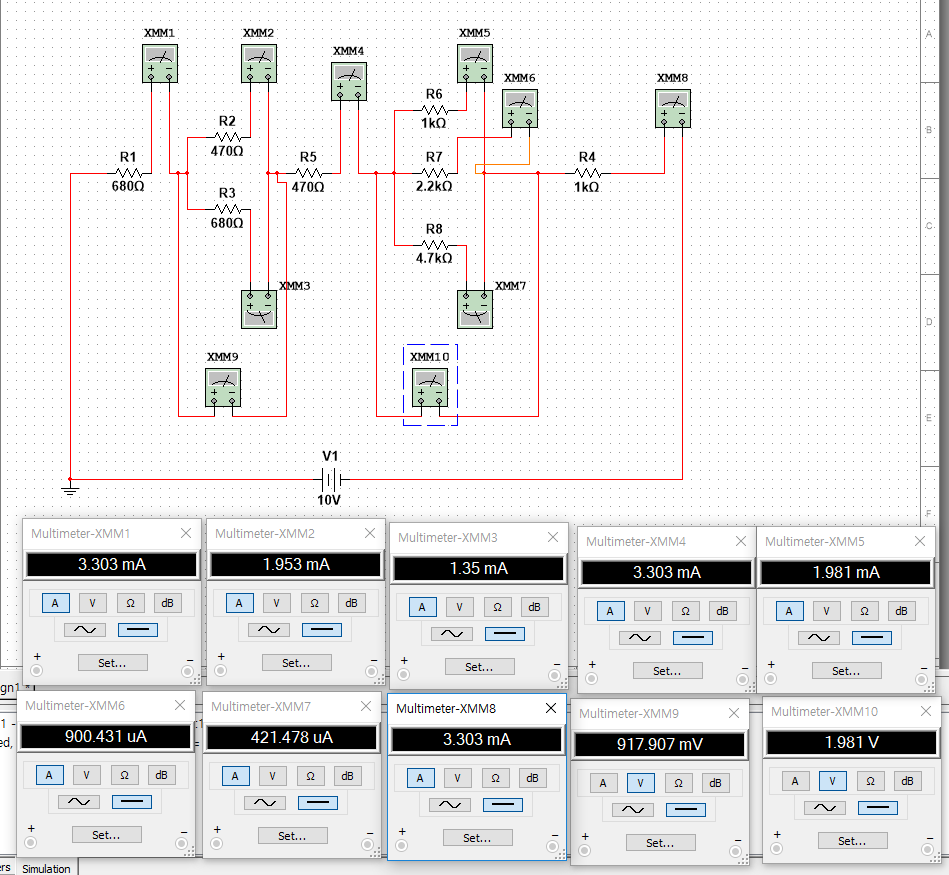 XMM1
XMM2
XMM4
XMM5
XMM6
XMM8
A
B
C
D
E
F
R1
680Ω
R2
470Ω
R3
680Ω
R5
470Ω
R6
1kΩ
R7
2.2kΩ
R8
4.7kΩ
R4
1kΩ
XMM3
XMM7
XMM9
XMM10
V1
10V
Multimeter-XMM1
3.303 mA
A V Ω dB
+ Set... −
Multimeter-XMM2
1.953 mA
A V Ω dB
+ Set... −
Multimeter-XMM3
1.35 mA
A V Ω dB
+ Set... −
Multimeter-XMM4
3.303 mA
A V Ω dB
+ Set... −
Multimeter-XMM5
1.981 mA
A V Ω dB
+ Set... −
Multimeter-XMM6
900.431 uA
A V Ω dB
+ Set... −
Multimeter-XMM7
421.478 uA
A V Ω dB
+ Set... −
Multimeter-XMM8
3.303 mA
A V Ω dB
+ Set... −
Multimeter-XMM9
917.907 mV
A V Ω dB
+ Set... −
Multimeter-XMM10
1.981 V
A V Ω dB
+ Set... −
Simulation